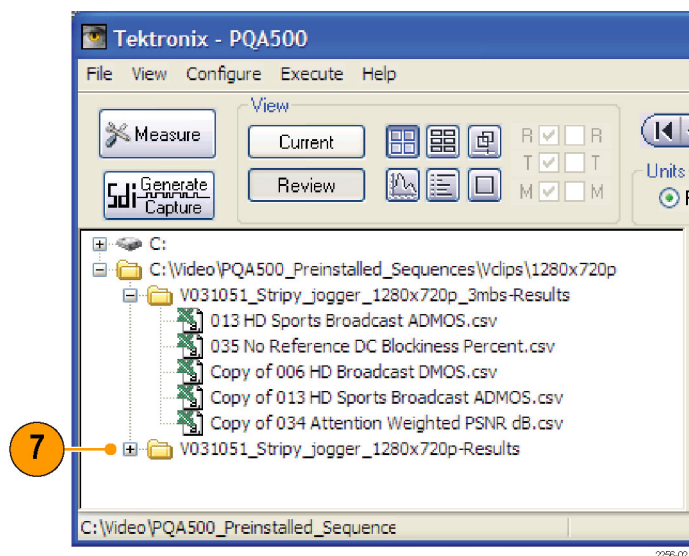 Tektronix - PQA500
File View Configure Execute Help
View
Measure
Current
R R
T T
Units
Sdi Generate
Capture
Review
M M
C:
C:\Video\PQA500_Preinstalled_Sequences\Vclips\1280x720p
V031051_Stripy_jogger_1280x720p_3mbs-Results
013 HD Sports Broadcast ADMOS.csv
035 No Reference DC Blockiness Percent.csv
Copy of 006 HD Broadcast DMOS.csv
Copy of 013 HD Sports Broadcast ADMOS.csv
Copy of 034 Attention Weighted PSNR dB.csv
7
V031051_Stripy_jogger_1280x720p-Results
C:\Video\PQA500_Preinstalled_Sequence